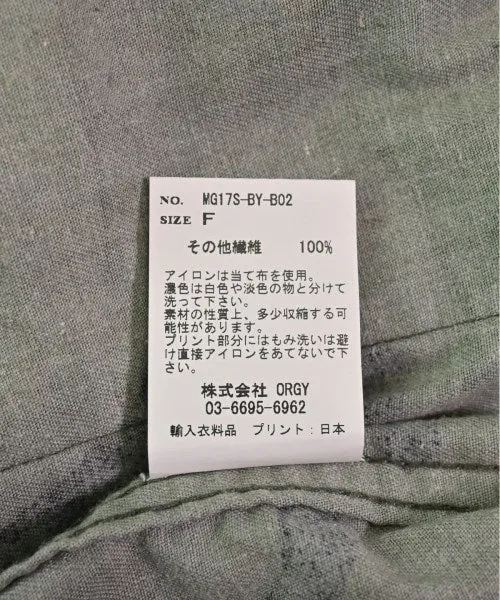 NO. MG17S-BY-B02
SIZE F
その他繊維 100%
アイロンは当て布を使用。
濃色は白色や淡色の物と分けて
洗って下さい。
素材の性質上、多少収縮する可
能性があります。
プリント部分にはもみ洗いは避
け直接アイロンをあてないで下
さい。
株式会社 ORGY
03-6695-6962
輸入衣料品 プリント：日本